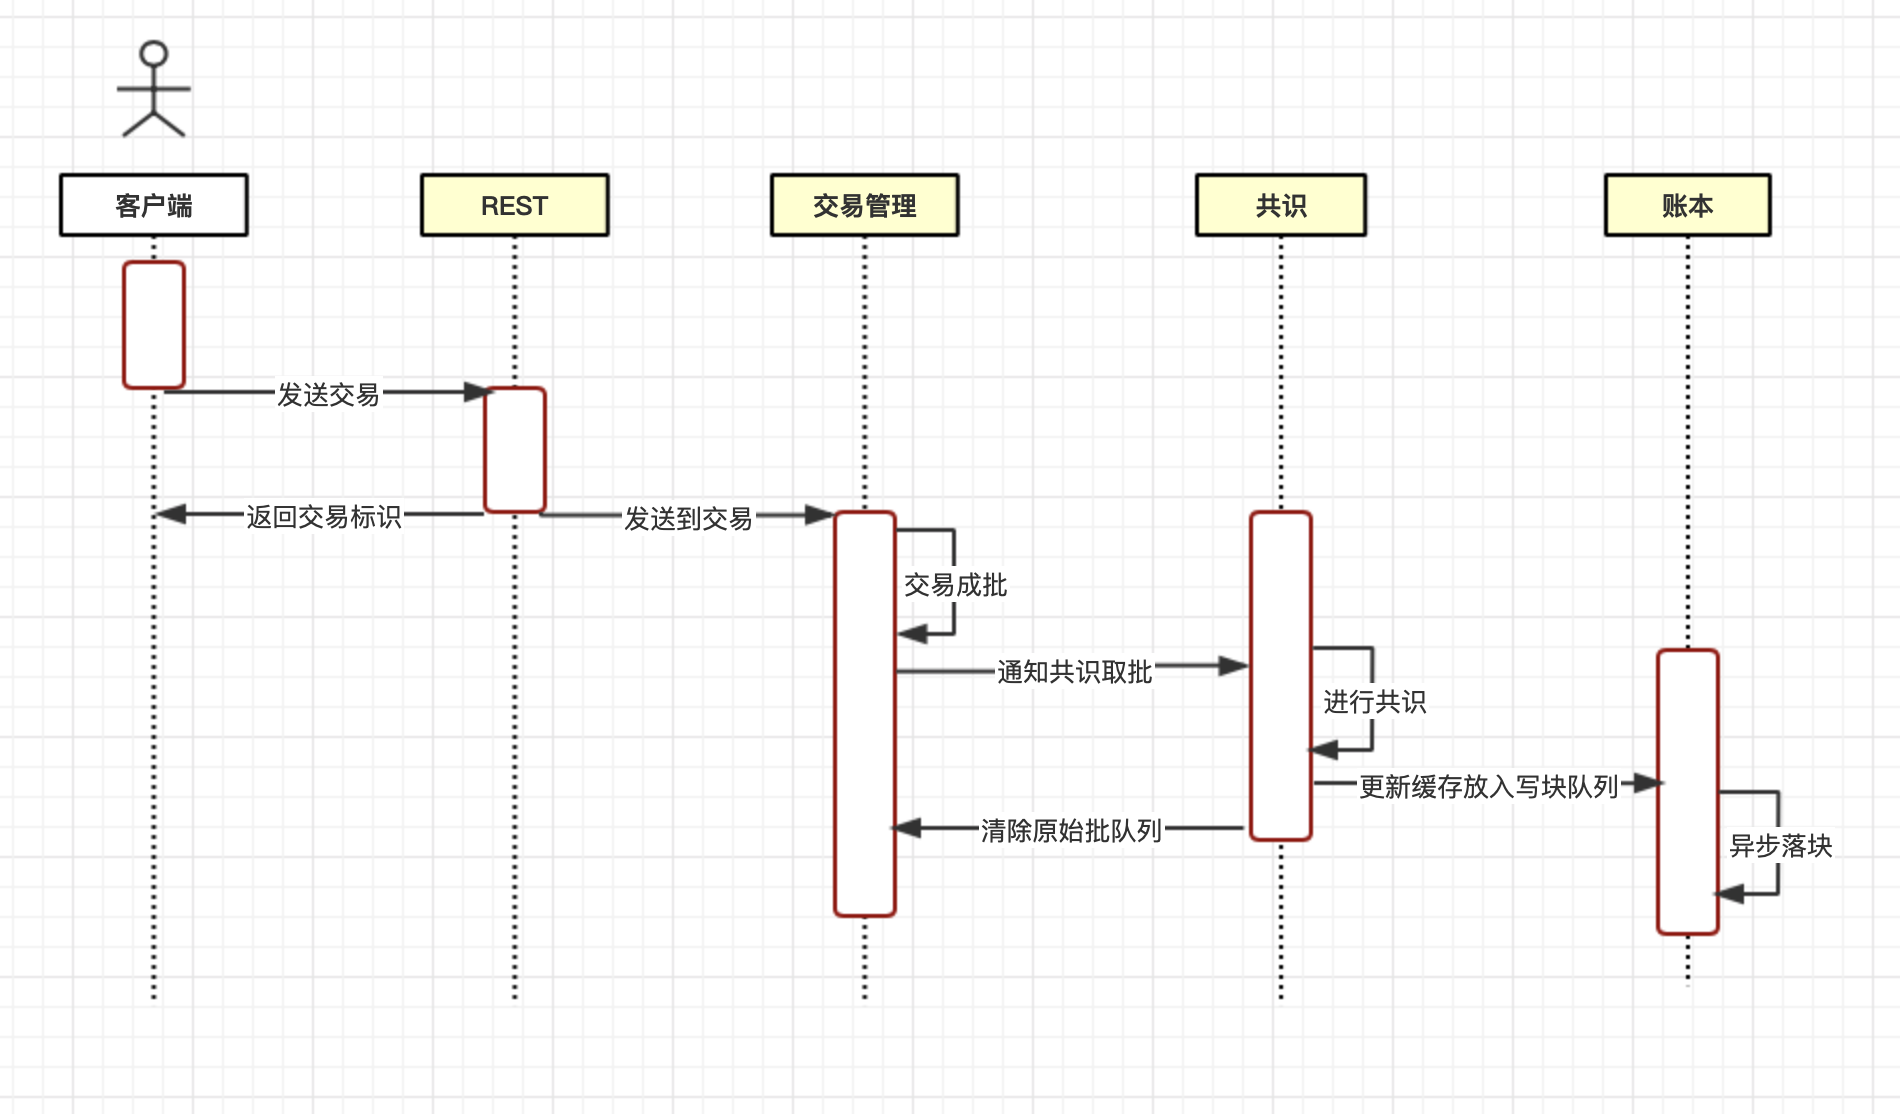 客户端
REST
交易管理
共识
账本
发送交易
返回交易标识
发送到交易
交易成批
通知共识取批
进行共识
更新缓存放入写块队列
清除原始批队列
异步落块